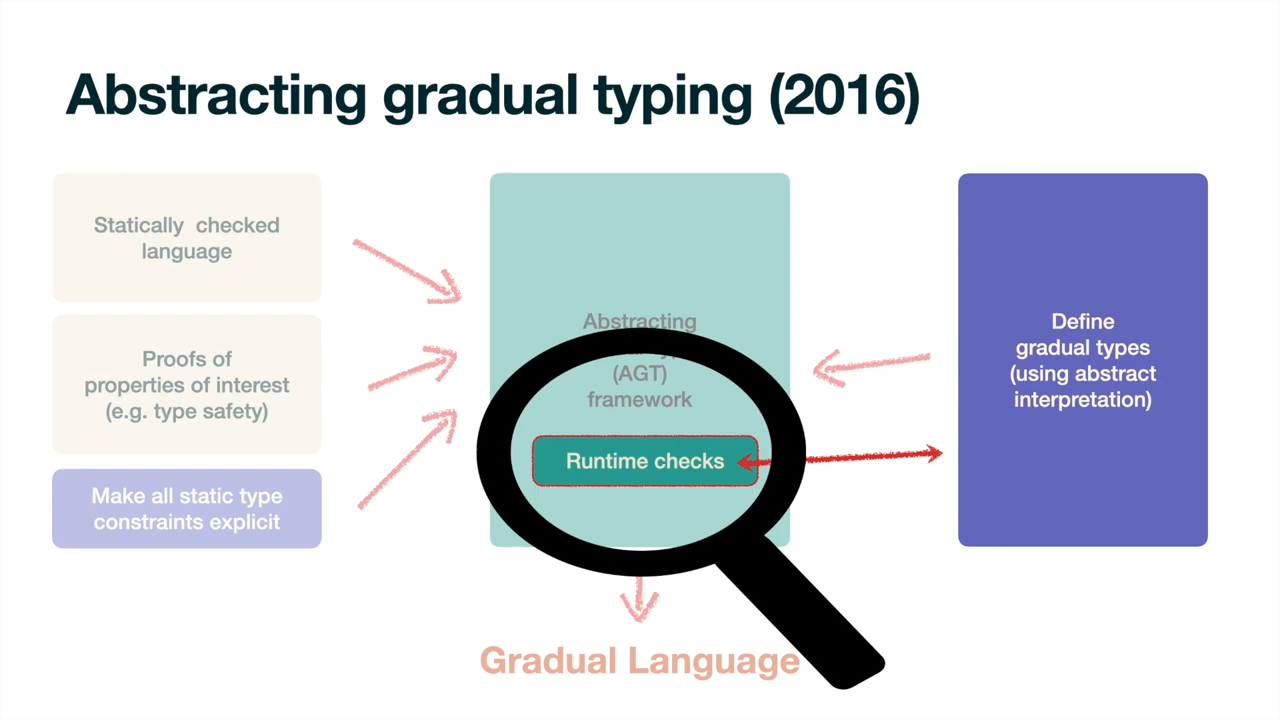 Abstracting gradual typing (2016)
Statically checked
language
Proofs of
properties of interest
(e.g. type safety)
Make all static type
constraints explicit
Abstracting
(AGT)
framework
Runtime checks
Define
gradual types
(using abstract
interpretation)
Gradual Language